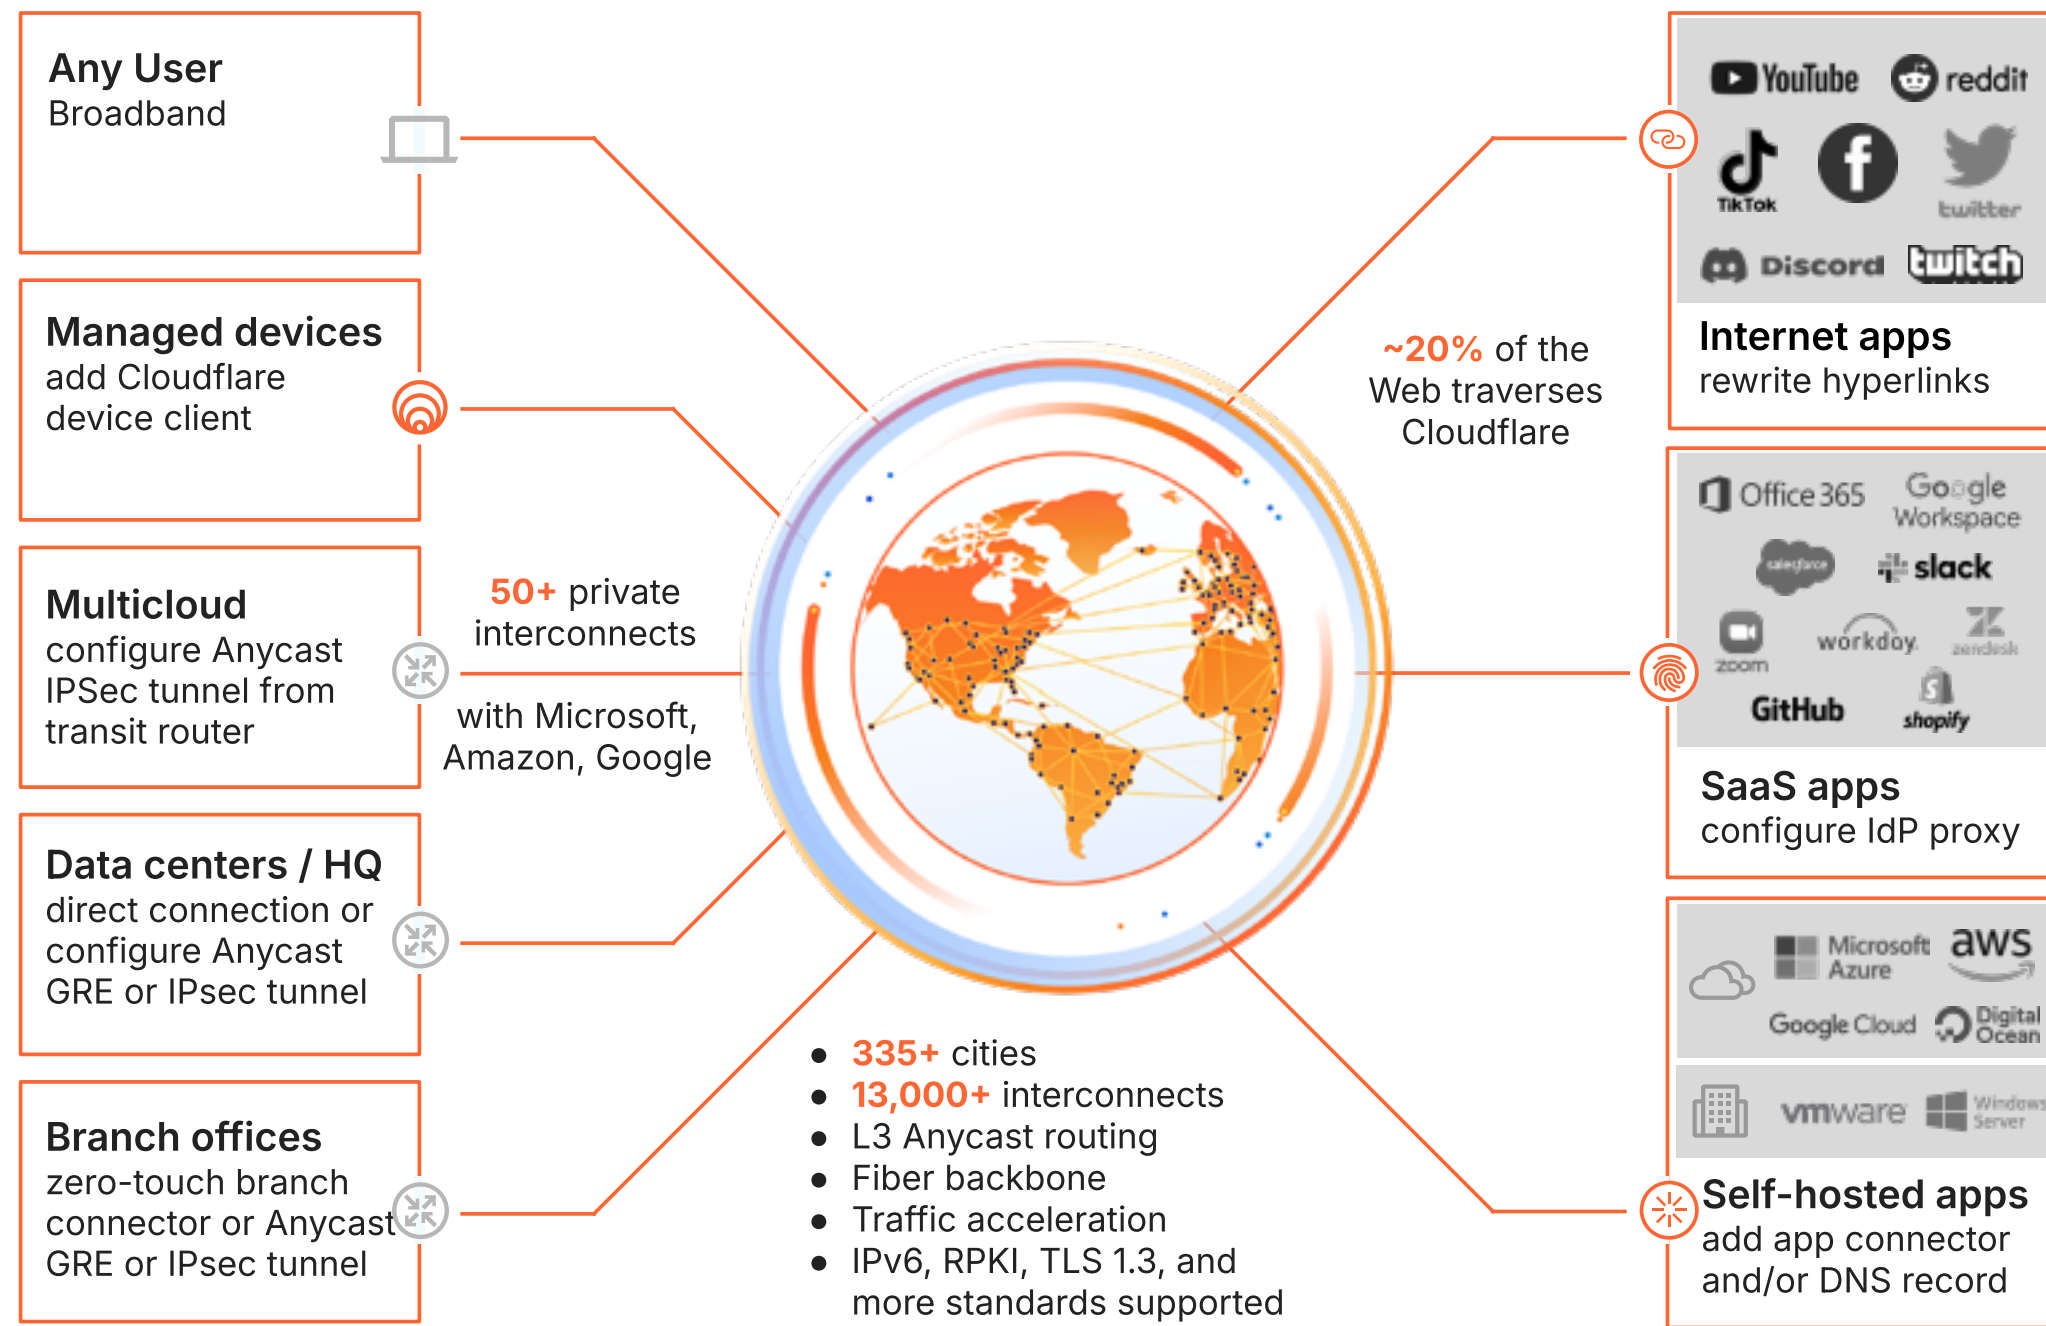 Any User
Broadband
Managed devices
add Cloudflare
device client
Multicloud
configure Anycast
IPSec tunnel from
transit router
Data centers / HQ
direct connection or
configure Anycast
GRE or IPsec tunnel
Branch offices
zero-touch branch
connector or Anycast
GRE or IPsec tunnel
50+ private
interconnects
with Microsoft,
Amazon, Google
~20% of the
Web traverses
Cloudflare
● 335+ cities
● 13,000+ interconnects
● L3 Anycast routing
● Fiber backbone
● Traffic acceleration
● IPv6, RPKI, TLS 1.3, and
more standards supported
YouTube reddit
TikTok
f
twitter
Discord twitch
Internet apps
rewrite hyperlinks
Office 365
Google
Workspace
salesforce
slack
zoom
workday.
zendesk
GitHub
shopify
SaaS apps
configure IdP proxy
Microsoft
Azure
aws
Google Cloud
Digital
Ocean
vmware
Windows
Server
Self-hosted apps
add app connector
and/or DNS record